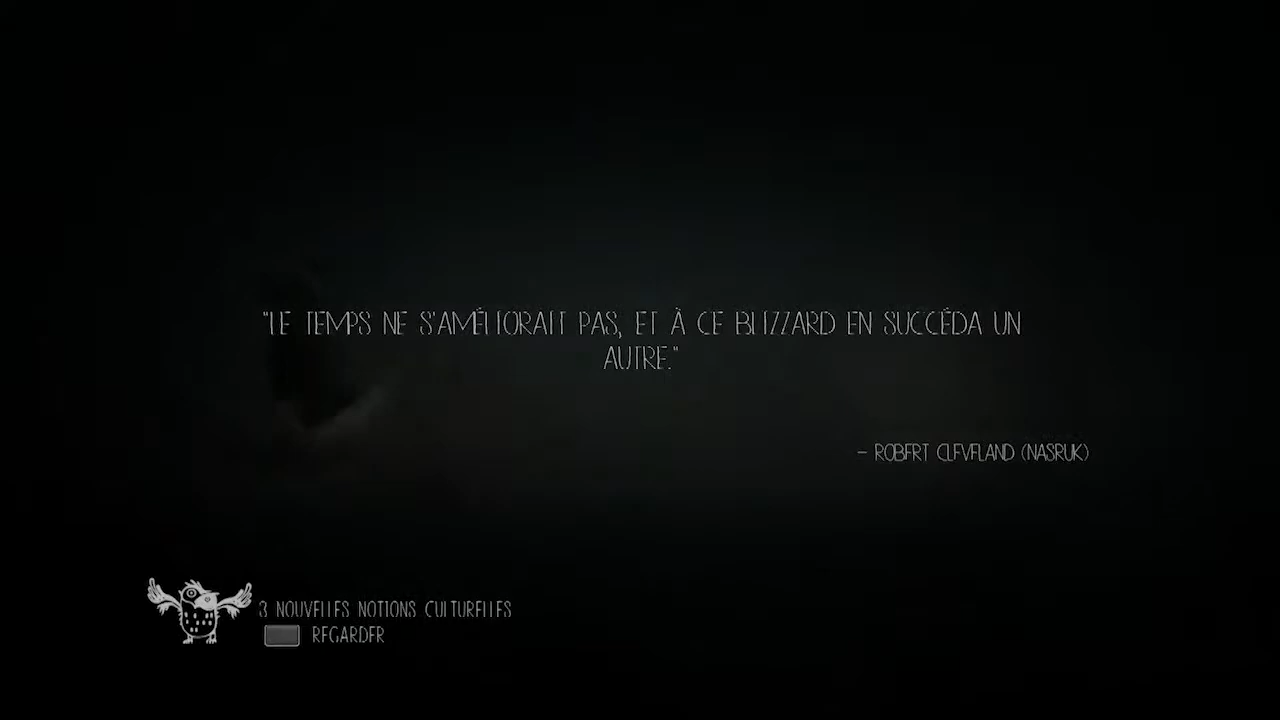 "LE TEMPS NE S'AMÉLIORAIT PAS, ET À CE BLIZZARD EN SUCCÉDA UN
AUTRE."
- ROBERT CLEVELAND (NASRUK)
3 NOUVELLES NOTIONS CULTURELLES
REGARDER